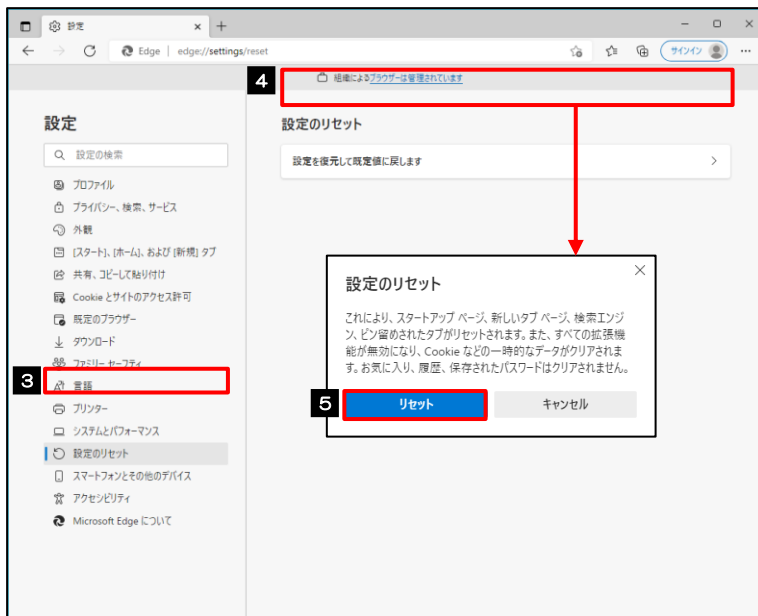 設定
Edge | edge://settings/reset
サインイン
4
組織によるブラウザーは管理されています
設定
設定の検索
プロファイル
プライバシー、検索、サービス
外観
[スタート]、[ホーム]、および [新規] タブ
共有、コピーして貼り付け
Cookie とサイトのアクセス許可
既定のブラウザー
ダウンロード
ファミリー セーフティ
3
言語
プリンター
システムとパフォーマンス
設定のリセット
スマートフォンとその他のデバイス
アクセシビリティ
Microsoft Edge について
設定のリセット
設定を復元して既定値に戻します
設定のリセット
これにより、スタートアップ ページ、新しいタブ ページ、検索エンジ
ン、ピン留めされたタブがリセットされます。また、すべての拡張機
能が無効になり、Cookie などの一時的なデータがクリアされま
す。お気に入り、履歴、保存されたパスワードはクリアされません。
5
リセット
キャンセル